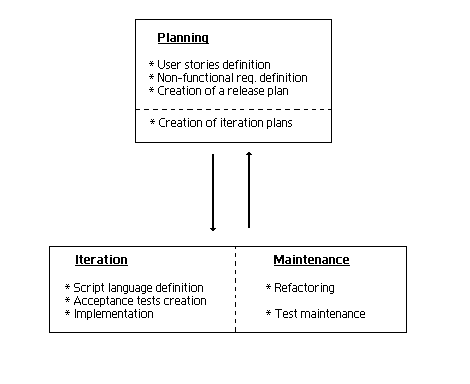 Planning
* User stories definition
* Non-functional req. definition
* Creation of a release plan
* Creation of iteration plans
Iteration
* Script language definition
* Acceptance tests creation
* Implementation
Maintenance
* Refactoring
* Test maintenance